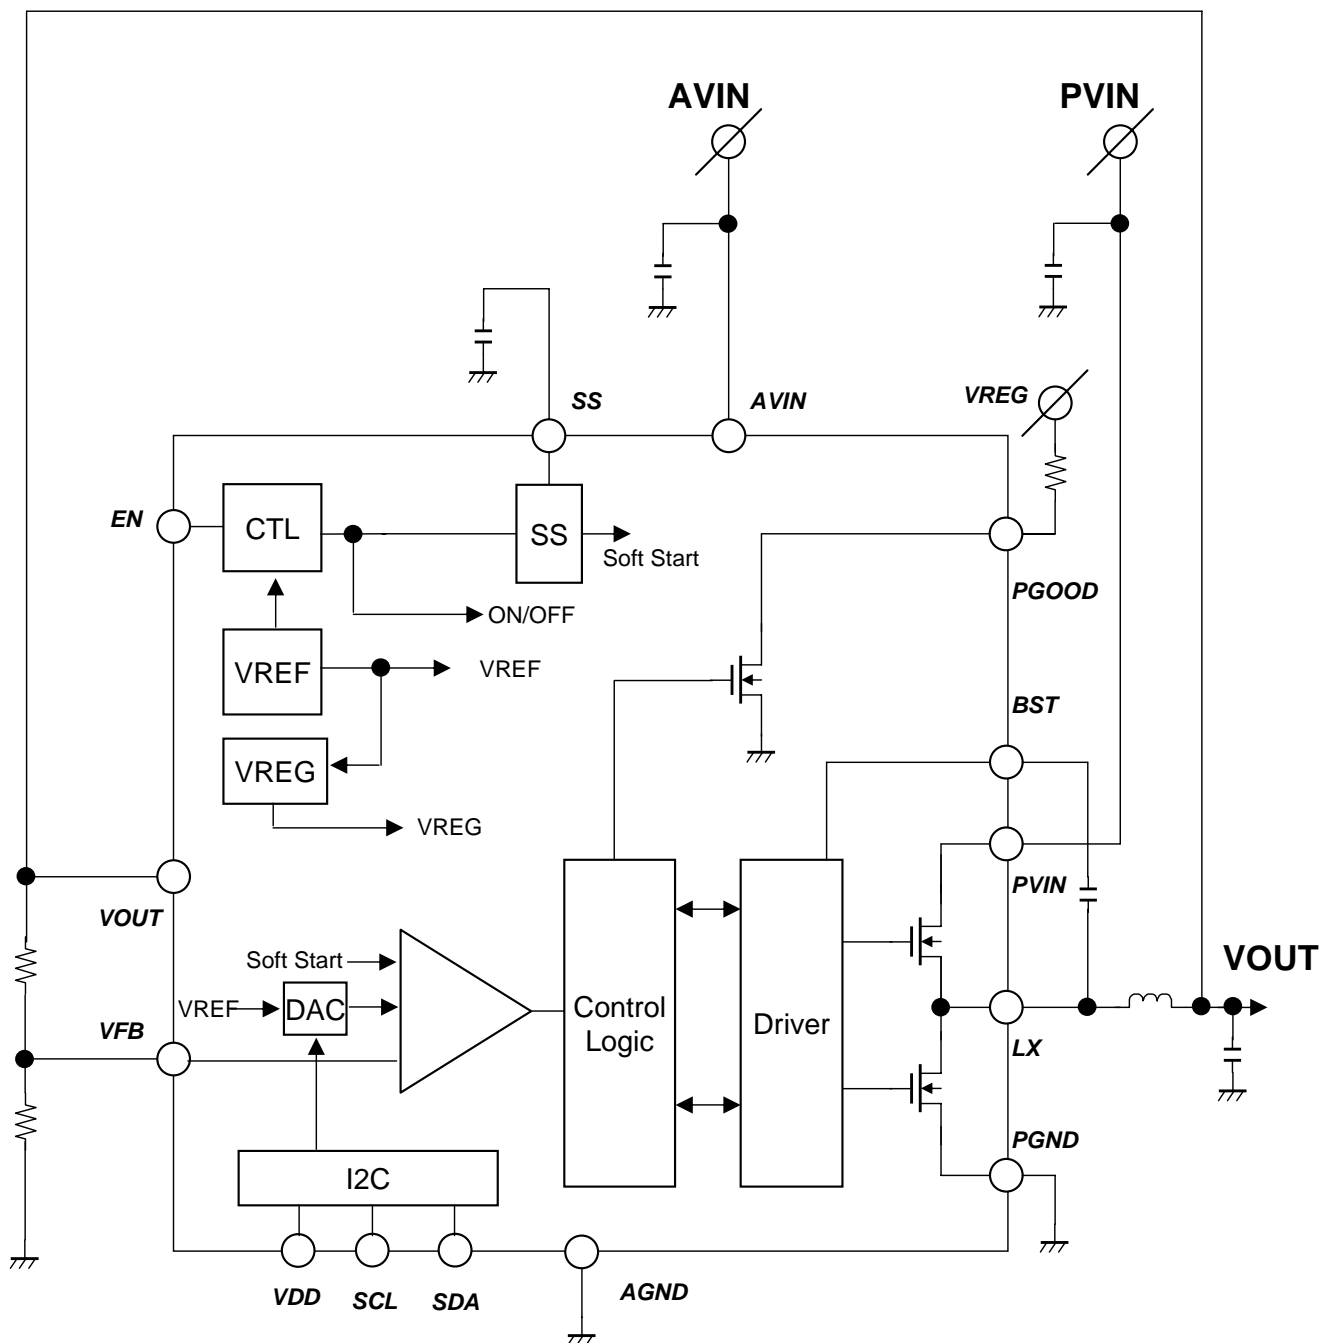 AVIN
PVIN
SS
AVIN
VREG
EN
CTL
SS
Soft Start
PGOOD
ON/OFF
VREF
VREF
BST
VREG
VREG
PVIN
VOUT
Soft Start
VOUT
VREF
DAC
Control
Logic
Driver
VFB
LX
PGND
I2C
VDD
SCL
SDA
AGND